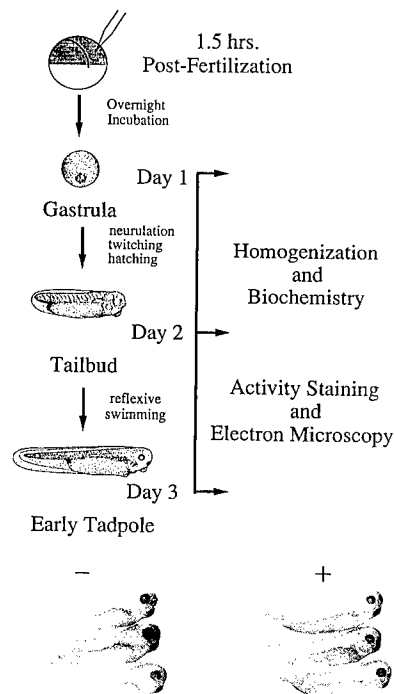 1.5 hrs.
Post-Fertilization
Overnight
Incubation
Day 1
Gastrula
neurulation
twitching
hatching
Homogenization
and
Biochemistry
Day 2
Tailbud
Activity Staining
and
Electron Microscopy
reflexive
swimming
Day 3
Early Tadpole
− +